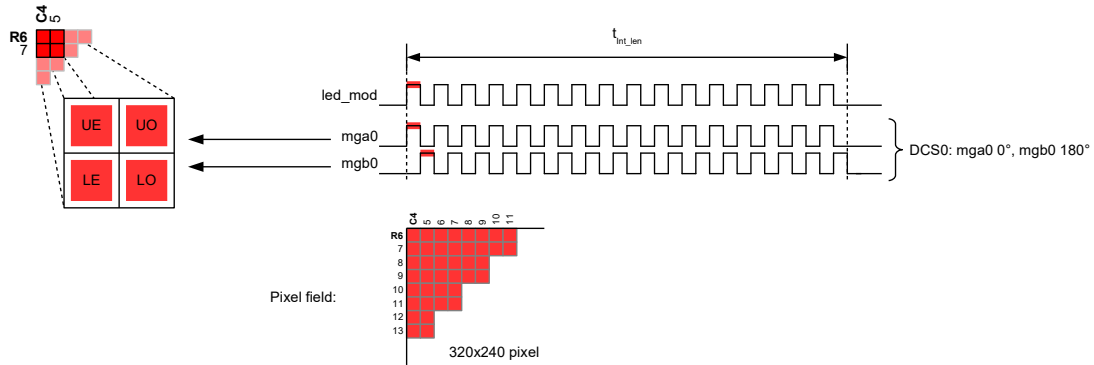 C4
5
R6
7
UE
UO
LE
LO
t_Int_len
led_mod
mga0
mgb0
DCS0: mga0 0°, mgb0 180°
C4 5 6 7 8 9 10 11
R6
7
8
9
10
11
12
13
Pixel field:
320x240 pixel